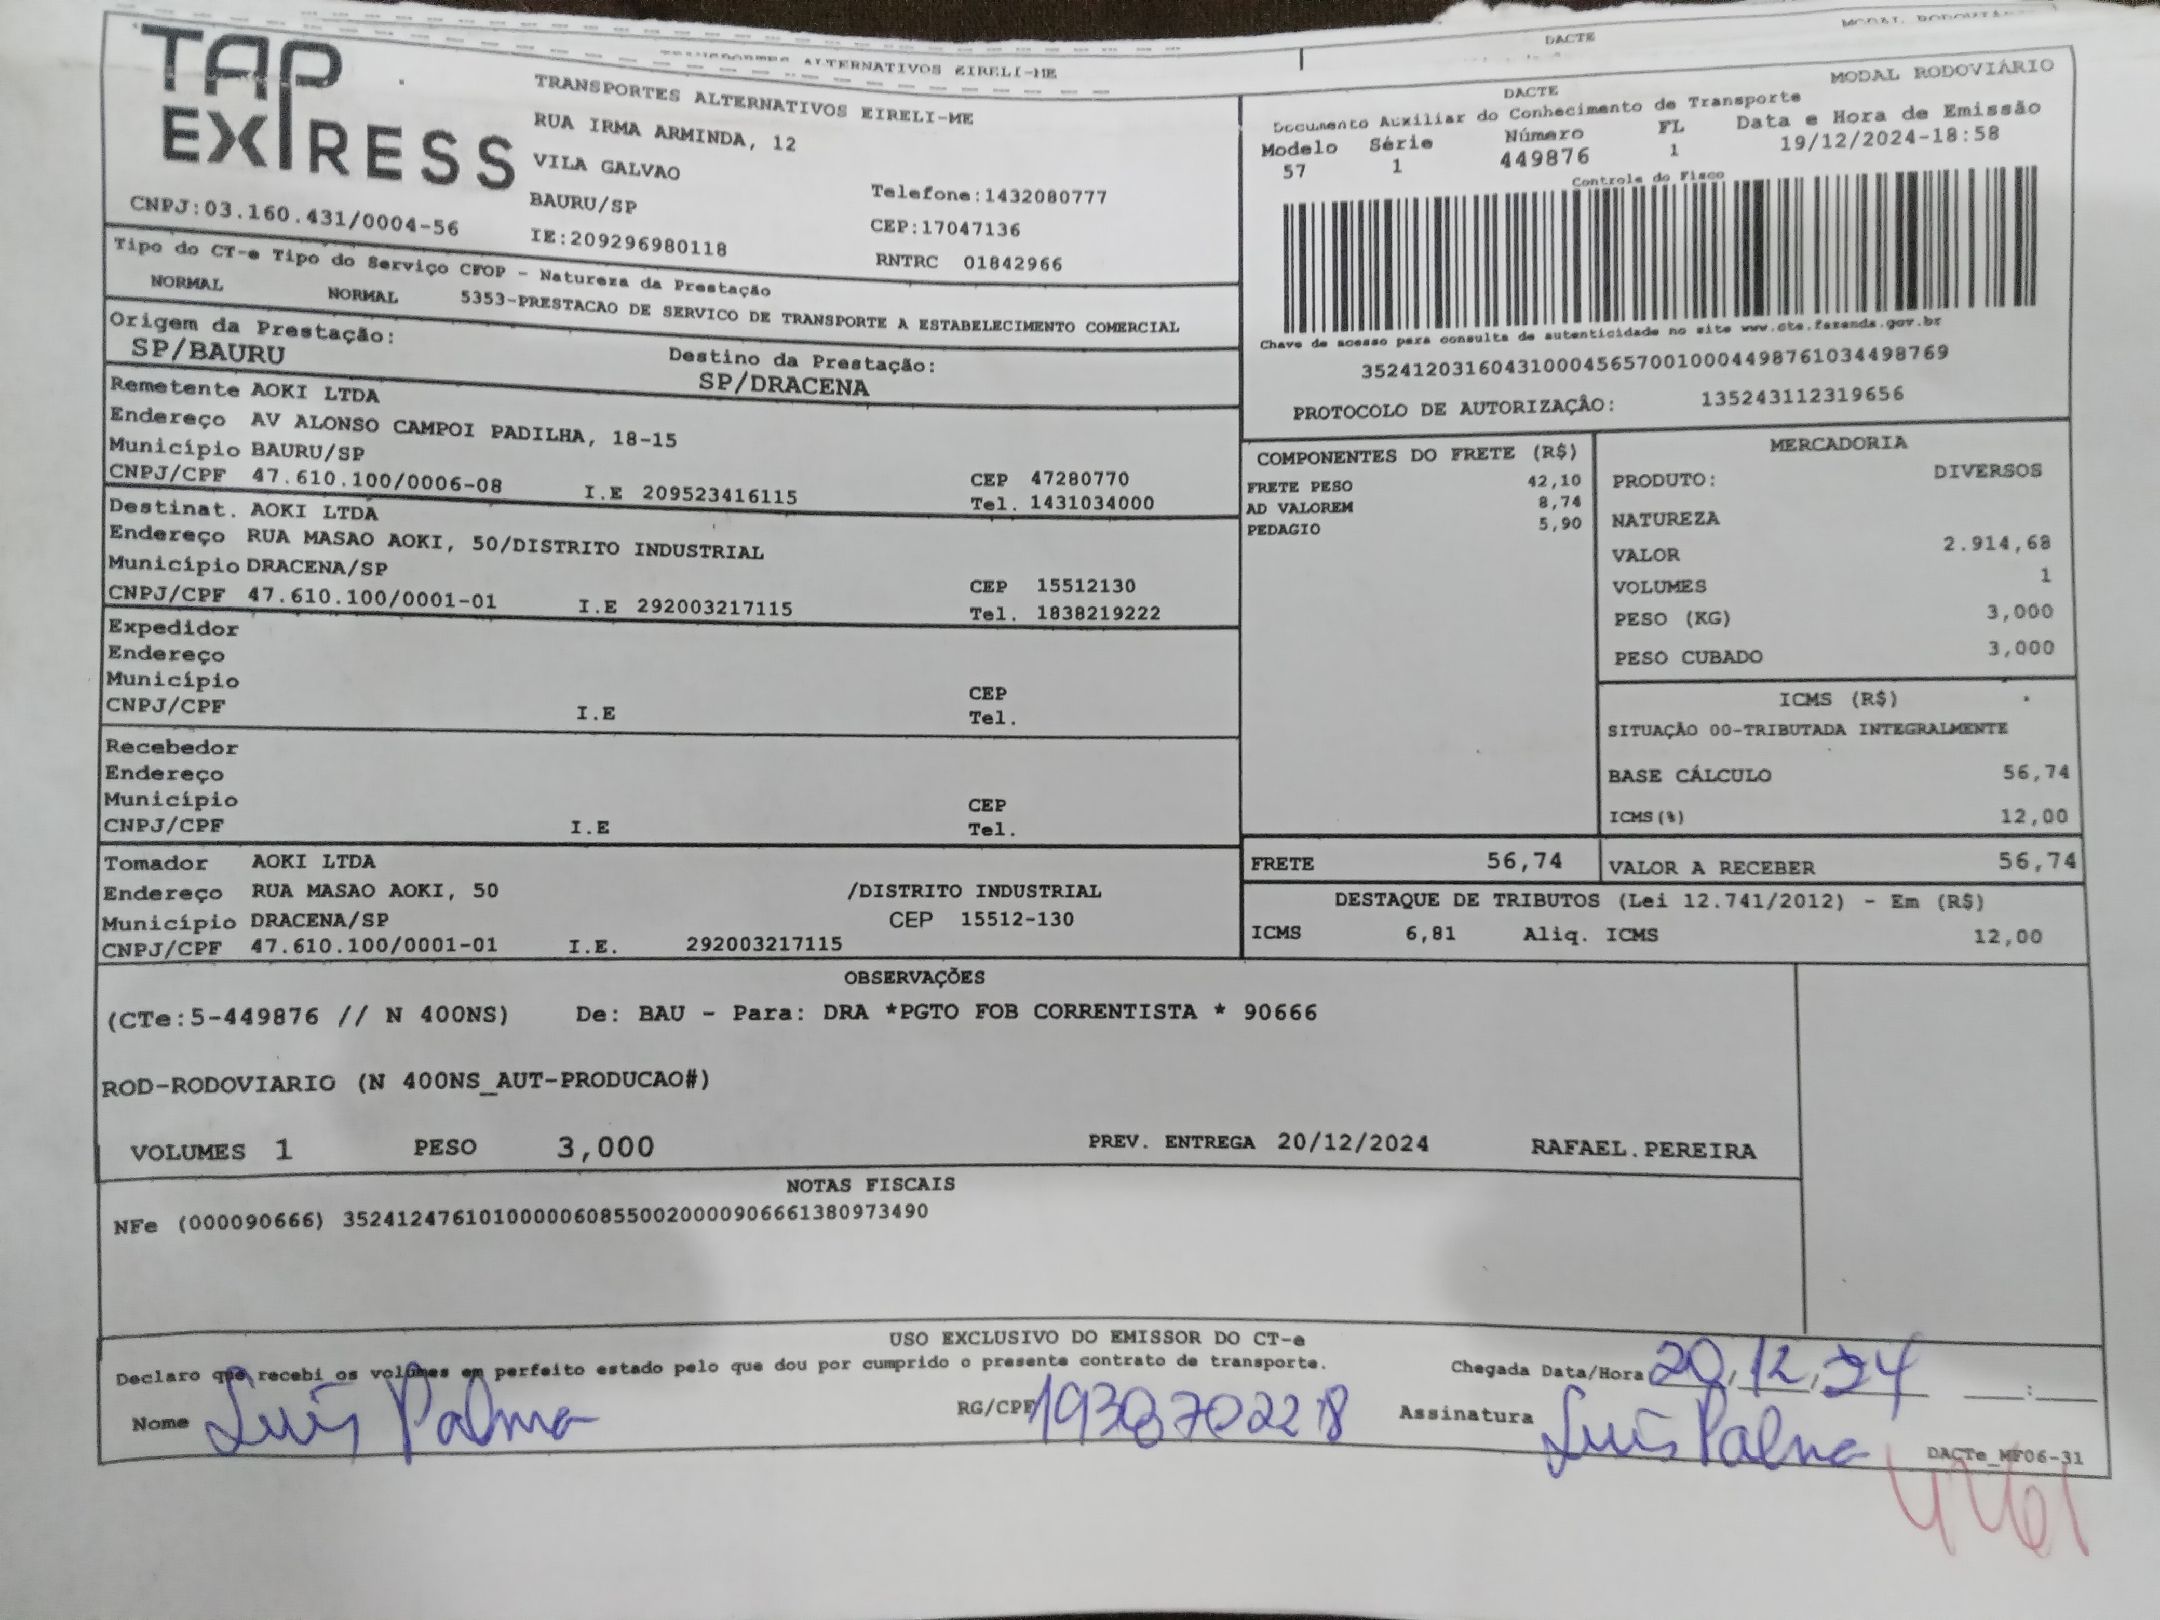 TAP
EXPRESS
CNPJ:03.160.431/0004-56
ALTERNATIVOS EIRELI-ME
TRANSPORTES ALTERNATIVOS EIRELI-ME
RUA IRMA ARMINDA, 12
VILA GALVAO
BAURU/SP
IE:209296980118
Telefone:1432080777
CEP:17047136
RNTRC 01842966
DACTE
MODAL RODOVIÁRIO
DACTE
Documento Auxiliar do Conhecimento de Transporte
Modelo Série Número FL Data e Hora de Emissão
57 1 449876 1 19/12/2024-18:58
Controle do Fisco
Chave de acesso para consulta de autenticidade no site www.cte.fazenda.gov.br
35241203160431000456570010004498761034498769
PROTOCOLO DE AUTORIZAÇÂO: 135243112319656
Tipo do CT-e Tipo do Serviço CFOP - Natureza da Prestação
NORMAL NORMAL 5353-PRESTACAO DE SERVICO DE TRANSPORTE A ESTABELECIMENTO COMERCIAL
Origem da Prestação: Destino da Prestação:
SP/BAURU SP/DRACENA
Remetente AOKI LTDA
Endereço AV ALONSO CAMPOI PADILHA, 18-15
Município BAURU/SP CEP 47280770
CNPJ/CPF 47.610.100/0006-08 I.E 209523416115 Tel. 1431034000
Destinat. AOKI LTDA
Endereço RUA MASAO AOKI, 50/DISTRITO INDUSTRIAL
Município DRACENA/SP CEP 15512130
CNPJ/CPF 47.610.100/0001-01 I.E 292003217115 Tel. 1838219222
Expedidor
Endereço
Município CEP
CNPJ/CPF I.E Tel.
Recebedor
Endereço
Município CEP
CNPJ/CPF I.E Tel.
Tomador AOKI LTDA
Endereço RUA MASAO AOKI, 50 /DISTRITO INDUSTRIAL
Município DRACENA/SP CEP 15512-130
CNPJ/CPF 47.610.100/0001-01 I.E. 292003217115
COMPONENTES DO FRETE (R$)
FRETE PESO 42,10
AD VALOREM 8,74
PEDAGIO 5,90
MERCADORIA
PRODUTO: DIVERSOS
NATUREZA
VALOR 2.914,68
VOLUMES 1
PESO (KG) 3,000
PESO CUBADO 3,000
ICMS (R$)
SITUAÇÃO 00-TRIBUTADA INTEGRALMENTE
BASE CÁLCULO 56,74
ICMS(%) 12,00
FRETE 56,74 VALOR A RECEBER 56,74
DESTAQUE DE TRIBUTOS (Lei 12.741/2012) - Em (R$)
ICMS 6,81 Aliq. ICMS 12,00
OBSERVAÇÕES
(CTe:5-449876 // N 400NS) De: BAU - Para: DRA *PGTO FOB CORRENTISTA * 90666
ROD-RODOVIARIO (N 400NS_AUT-PRODUCAO#)
VOLUMES 1 PESO 3,000 PREV. ENTREGA 20/12/2024 RAFAEL.PEREIRA
NOTAS FISCAIS
NFe (000090666) 35241247610100000608550020000906661380973490
USO EXCLUSIVO DO EMISSOR DO CT-e
Declaro que recebi os volumes em perfeito estado pelo que dou por cumprido o presente contrato de transporte.
Chegada Data/Hora 20,12,24 __:__
Nome Luís Palma RG/CPF Assinatura Luís Palma
DACTe_MF06-31